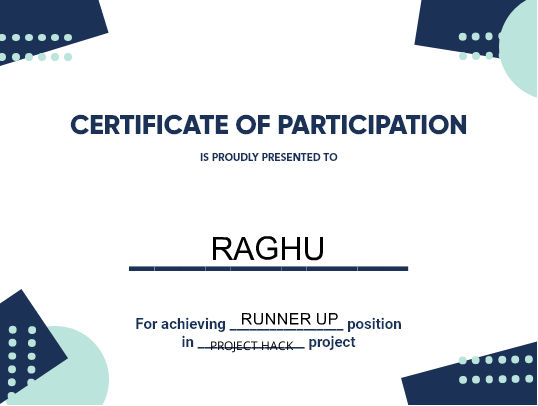 CERTIFICATE OF PARTICIPATION
IS PROUDLY PRESENTED TO
RAGHU
For achieving RUNNER UP position
in PROJECT HACK project